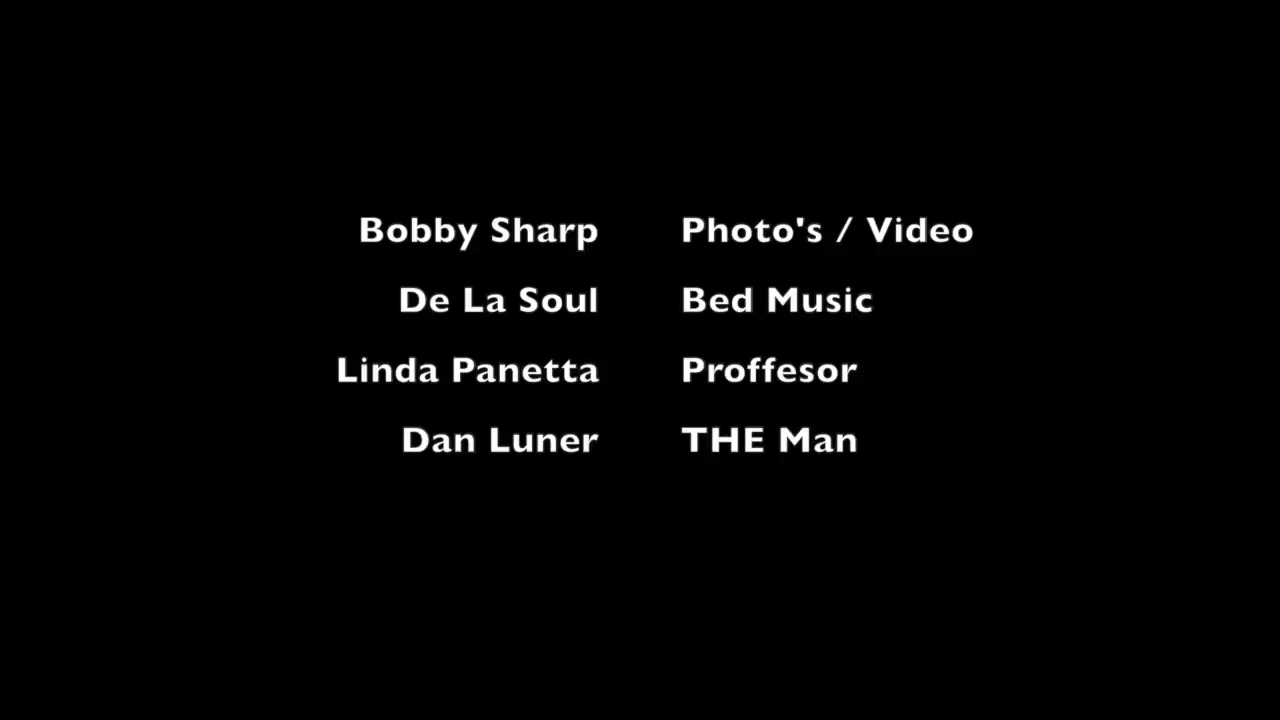 Bobby Sharp Photo's / Video
De La Soul Bed Music
Linda Panetta Proffesor
Dan Luner THE Man